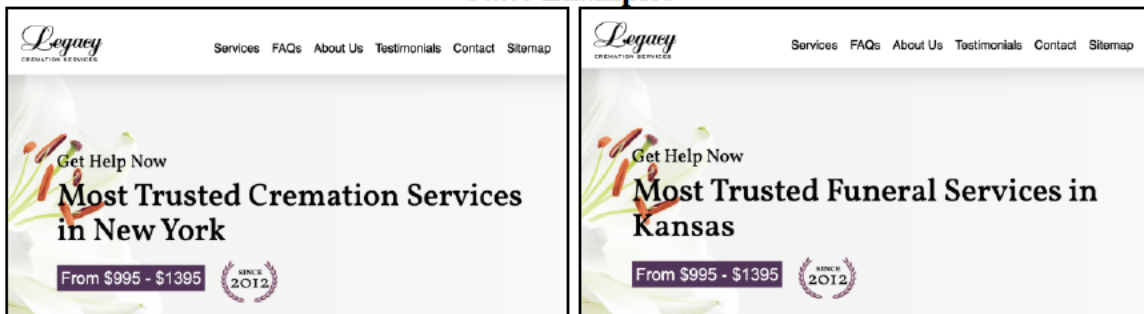 Legacy
CREMATION SERVICES
Services FAQs About Us Testimonials Contact Sitemap
Get Help Now
Most Trusted Cremation Services
in New York
From $995 - $1395
SINCE
2012
Legacy
CREMATION SERVICES
Services FAQs About Us Testimonials Contact Sitemap
Get Help Now
Most Trusted Funeral Services in
Kansas
From $995 - $1395
SINCE
2012